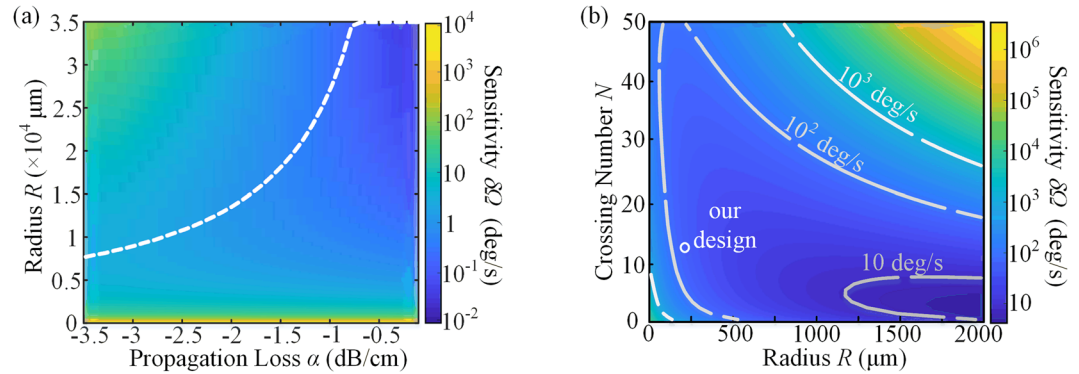 (a)
3.5
3
2.5
2
1.5
1
0.5
0
Radius R (×10⁴ μm)
-3.5 -3 -2.5 -2 -1.5 -1 -0.5
Propagation Loss α (dB/cm)
10⁴
10³
10²
10
1
10⁻¹
10⁻²
Sensitivity δΩ (deg/s)
(b)
50
40
30
20
10
0
Crossing Number N
10³ deg/s
10² deg/s
our
design
10 deg/s
0 500 1000 1500 2000
Radius R (μm)
10⁶
10⁵
10⁴
10³
10²
10
Sensitivity δΩ (deg/s)